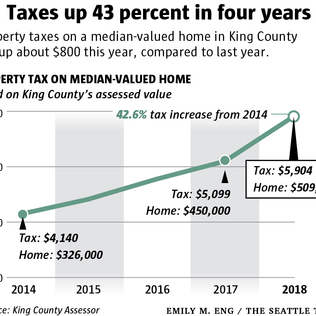 Taxes up 43 percent in four years
perty taxes on a median-valued home in King County
up about $800 this year, compared to last year.
PERTY TAX ON MEDIAN-VALUED HOME
d on King County's assessed value
0
42.6% tax increase from 2014
Tax: $5,904
Home: $509,
0
Tax: $5,099
Home: $450,000
Tax: $4,140
Home: $326,000
0
2014 2015 2016 2017 2018
ce: King County Assessor
EMILY M. ENG / THE SEATTLE T